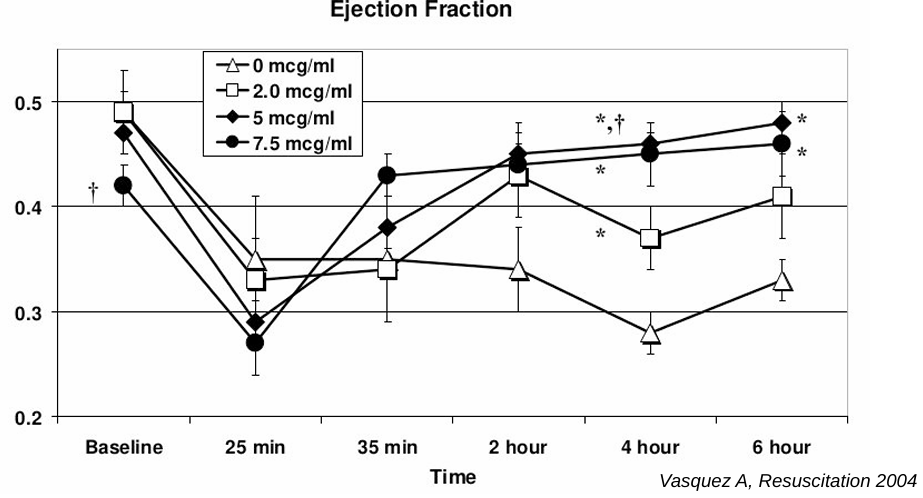 Ejection Fraction
0 mcg/ml
2.0 mcg/ml
5 mcg/ml
7.5 mcg/ml
0.5
0.4
0.3
0.2
†
*,†
*
*
*
*
Baseline 25 min 35 min 2 hour 4 hour 6 hour
Time
Vasquez A, Resuscitation 2004